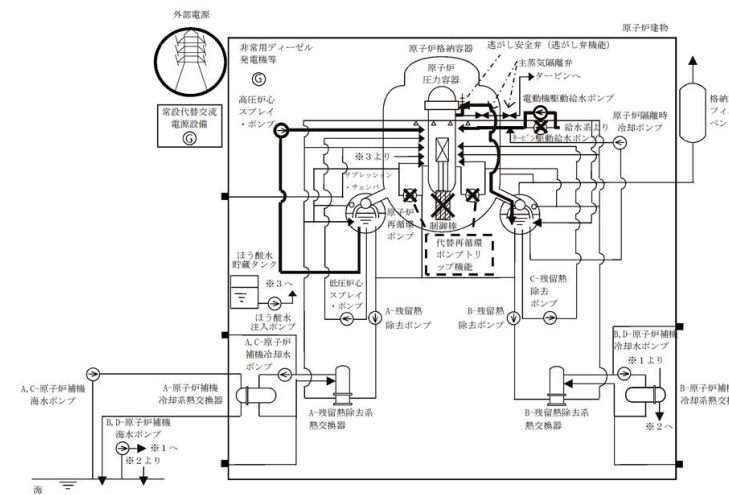 外部電源
原子炉建物
非常用ディーゼル
発電機等
G
常設代替交流
電源設備
G
高圧炉心
スプレイ
・ポンプ
原子炉格納容器
原子炉
圧力容器
逃がし安全弁(逃がし弁機能)
主蒸気隔離弁
タービンへ
電動機駆動給水ポンプ
給水系より
タービン駆動給水ポンプ
原子炉隔離時
冷却ポンプ
格納
フィ
ベン
※3より
サプレッション
・チェンバ
原子炉
再循環
ポンプ
制御棒
代替再循環
ポンプトリ
ップ機能
ほう酸水
貯蔵タンク
※3へ
ほう酸水
注入ポンプ
低圧炉心
スプレイ
・ポンプ
A-残留熱
除去ポンプ
B-残留熱
除去ポンプ
C-残留熱
除去
ポンプ
A,C-原子炉
補機冷却水
ポンプ
B,D-原子炉補機
冷却水ポンプ
※1より
※2へ
A,C-原子炉補機
海水ポンプ
A-原子炉補機
冷却系熱交換器
A-残留熱除去系
熱交換器
B-残留熱除去系
熱交換器
B-原子炉補機
冷却系熱交換
B,D-原子炉補機
海水ポンプ
※1へ
※2より
海